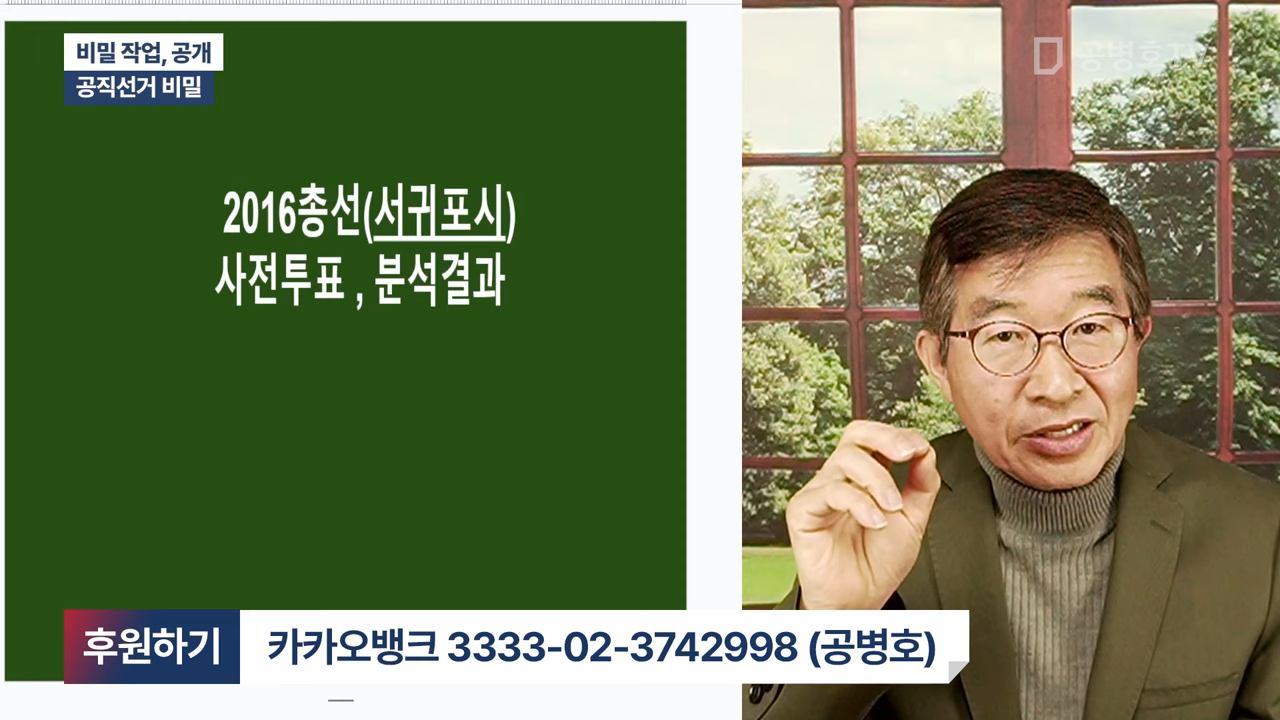 비밀 작업, 공개
공직선거 비밀
공병호TV
2016총선(서귀포시)
사전투표 , 분석결과
후원하기 카카오뱅크 3333-02-3742998 (공병호)